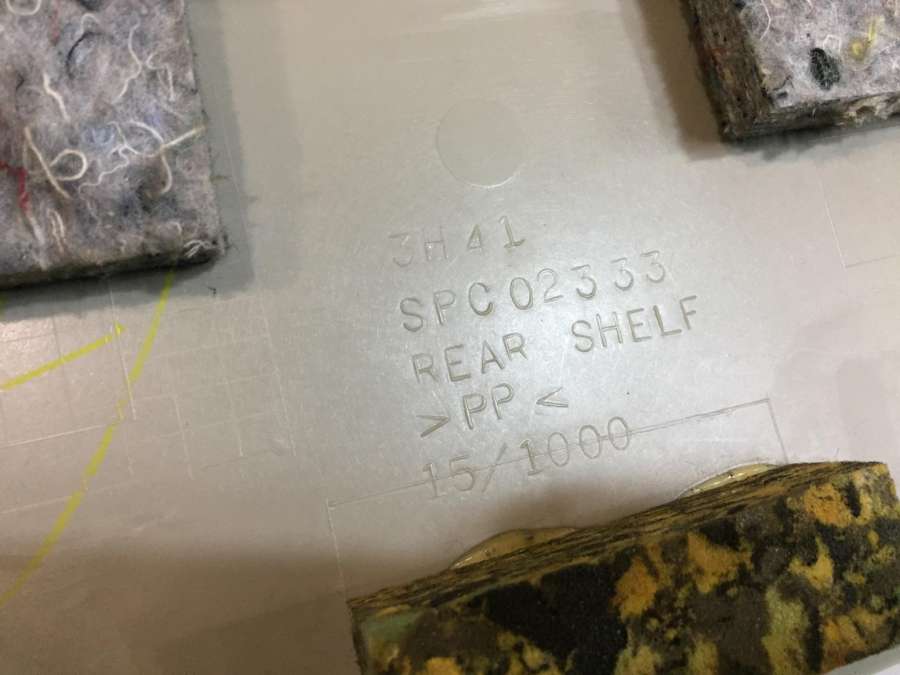 3H41
SPC02333
REAR SHELF
>PP<
15/1000